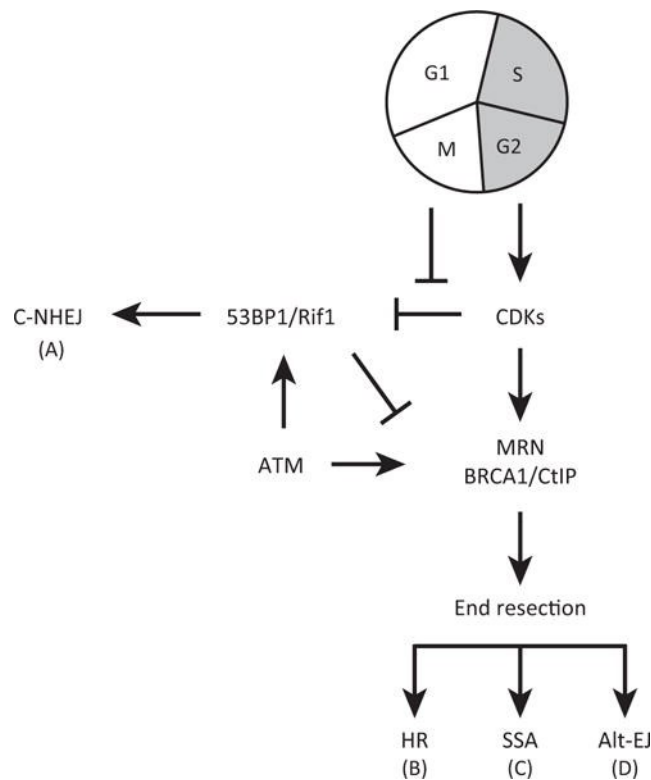 G1
S
M
G2
C-NHEJ
(A)
53BP1/Rif1
CDKs
ATM
MRN
BRCA1/CtIP
End resection
HR
(B)
SSA
(C)
Alt-EJ
(D)